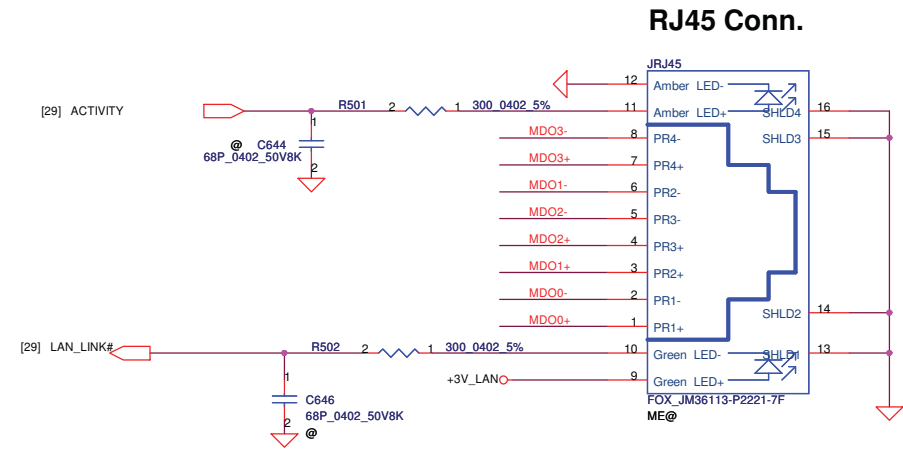 RJ45 Conn.
JRJ45
12 Amber LED-
[29] ACTIVITY R501 2 1 300_0402_5% 11 Amber LED+ SHLD4 16
1
MDO3- 8 PR4- SHLD3 15
@ C644
68P_0402_50V8K
2
MDO3+ 7 PR4+
MDO1- 6 PR2-
MDO2- 5 PR3-
MDO2+ 4 PR3+
MDO1+ 3 PR2+
MDO0- 2 PR1-
SHLD2 14
MDO0+ 1 PR1+
[29] LAN_LINK# R502 2 1 300_0402_5% 10 Green LED- SHLD1 13
1
+3V_LAN 9 Green LED+
C646
68P_0402_50V8K
2
@
FOX_JM36113-P2221-7F
ME@